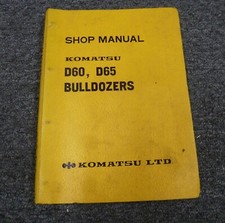 SHOP MANUAL
KOMATSU
D60, D65
BULLDOZERS
KOMATSU LTD